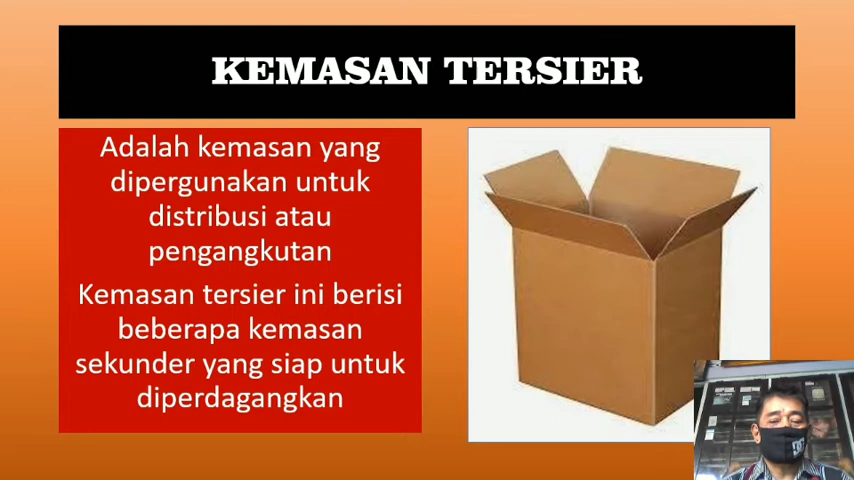 KEMASAN TERSIER
Adalah kemasan yang
dipergunakan untuk
distribusi atau
pengangkutan
Kemasan tersier ini berisi
beberapa kemasan
sekunder yang siap untuk
diperdagangkan